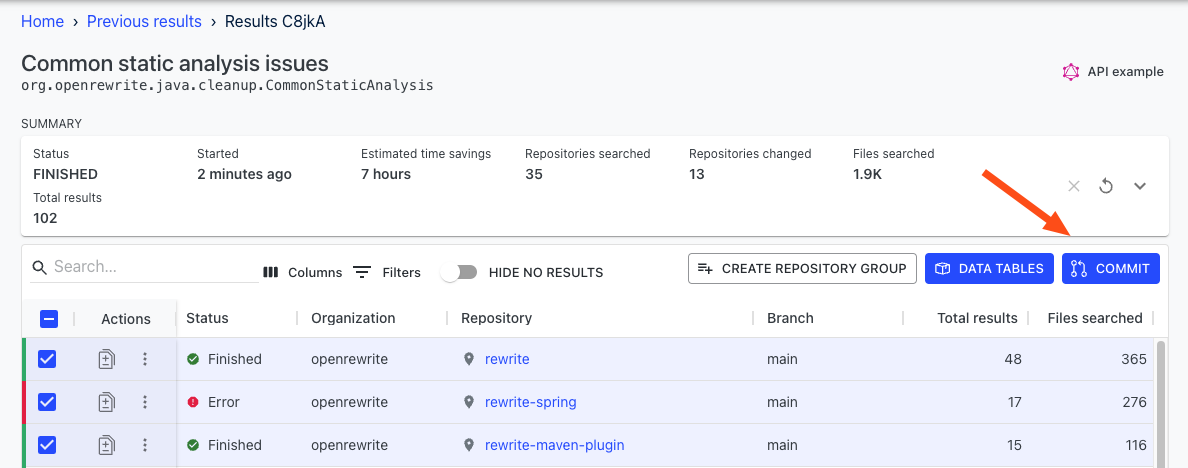 Home › Previous results › Results C8jkA
Common static analysis issues
org.openrewrite.java.cleanup.CommonStaticAnalysis
API example
SUMMARY
Status Started Estimated time savings Repositories searched Repositories changed Files searched
FINISHED 2 minutes ago 7 hours 35 13 1.9K
Total results
102
Search... Columns Filters HIDE NO RESULTS CREATE REPOSITORY GROUP DATA TABLES COMMIT
Actions Status Organization Repository Branch Total results Files searched
Finished openrewrite rewrite main 48 365
Error openrewrite rewrite-spring main 17 276
Finished openrewrite rewrite-maven-plugin main 15 116